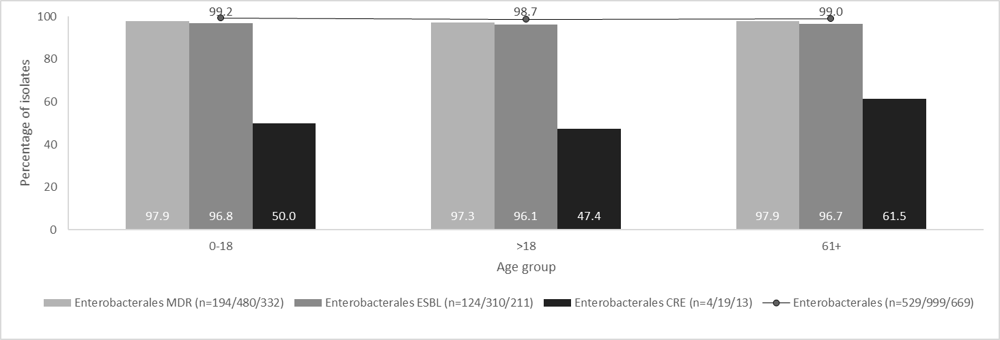 99.2
98.7
99.0
100
80
60
40
20
0
Percentage of isolates
97.9 96.8 50.0
97.3 96.1 47.4
97.9 96.7 61.5
0-18
>18
61+
Age group
Enterobacterales MDR (n=194/480/332) Enterobacterales ESBL (n=124/310/211) Enterobacterales CRE (n=4/19/13) Enterobacterales (n=529/999/669)